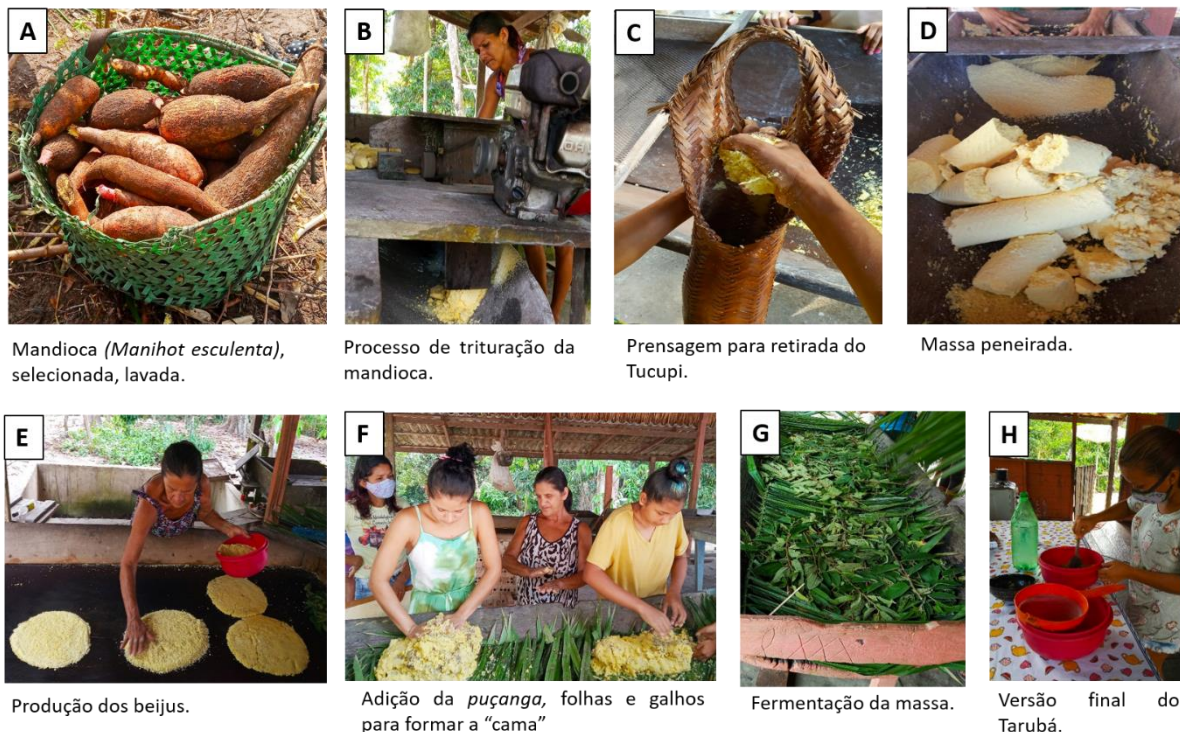 A
B
C
D
Mandioca (Manihot esculenta),
selecionada, lavada.
Processo de trituração da
mandioca.
Prensagem para retirada do
Tucupi.
Massa peneirada.
E
F
G
H
Produção dos beijus.
Adição da puçanga, folhas e galhos
para formar a “cama”
Fermentação da massa.
Versão final do
Tarubá.